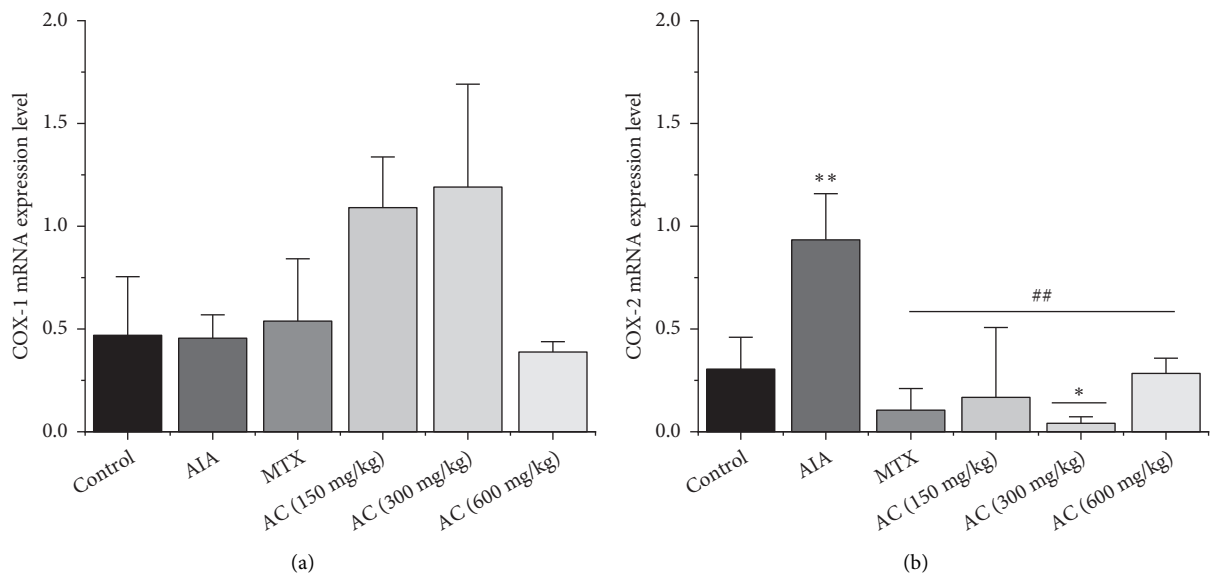 COX-1 mRNA expression level
2.0
1.5
1.0
0.5
0.0
Control
AIA
MTX
AC (150 mg/kg)
AC (300 mg/kg)
AC (600 mg/kg)
(a)
COX-2 mRNA expression level
2.0
1.5
1.0
0.5
0.0
**
##
*
Control
AIA
MTX
AC (150 mg/kg)
AC (300 mg/kg)
AC (600 mg/kg)
(b)